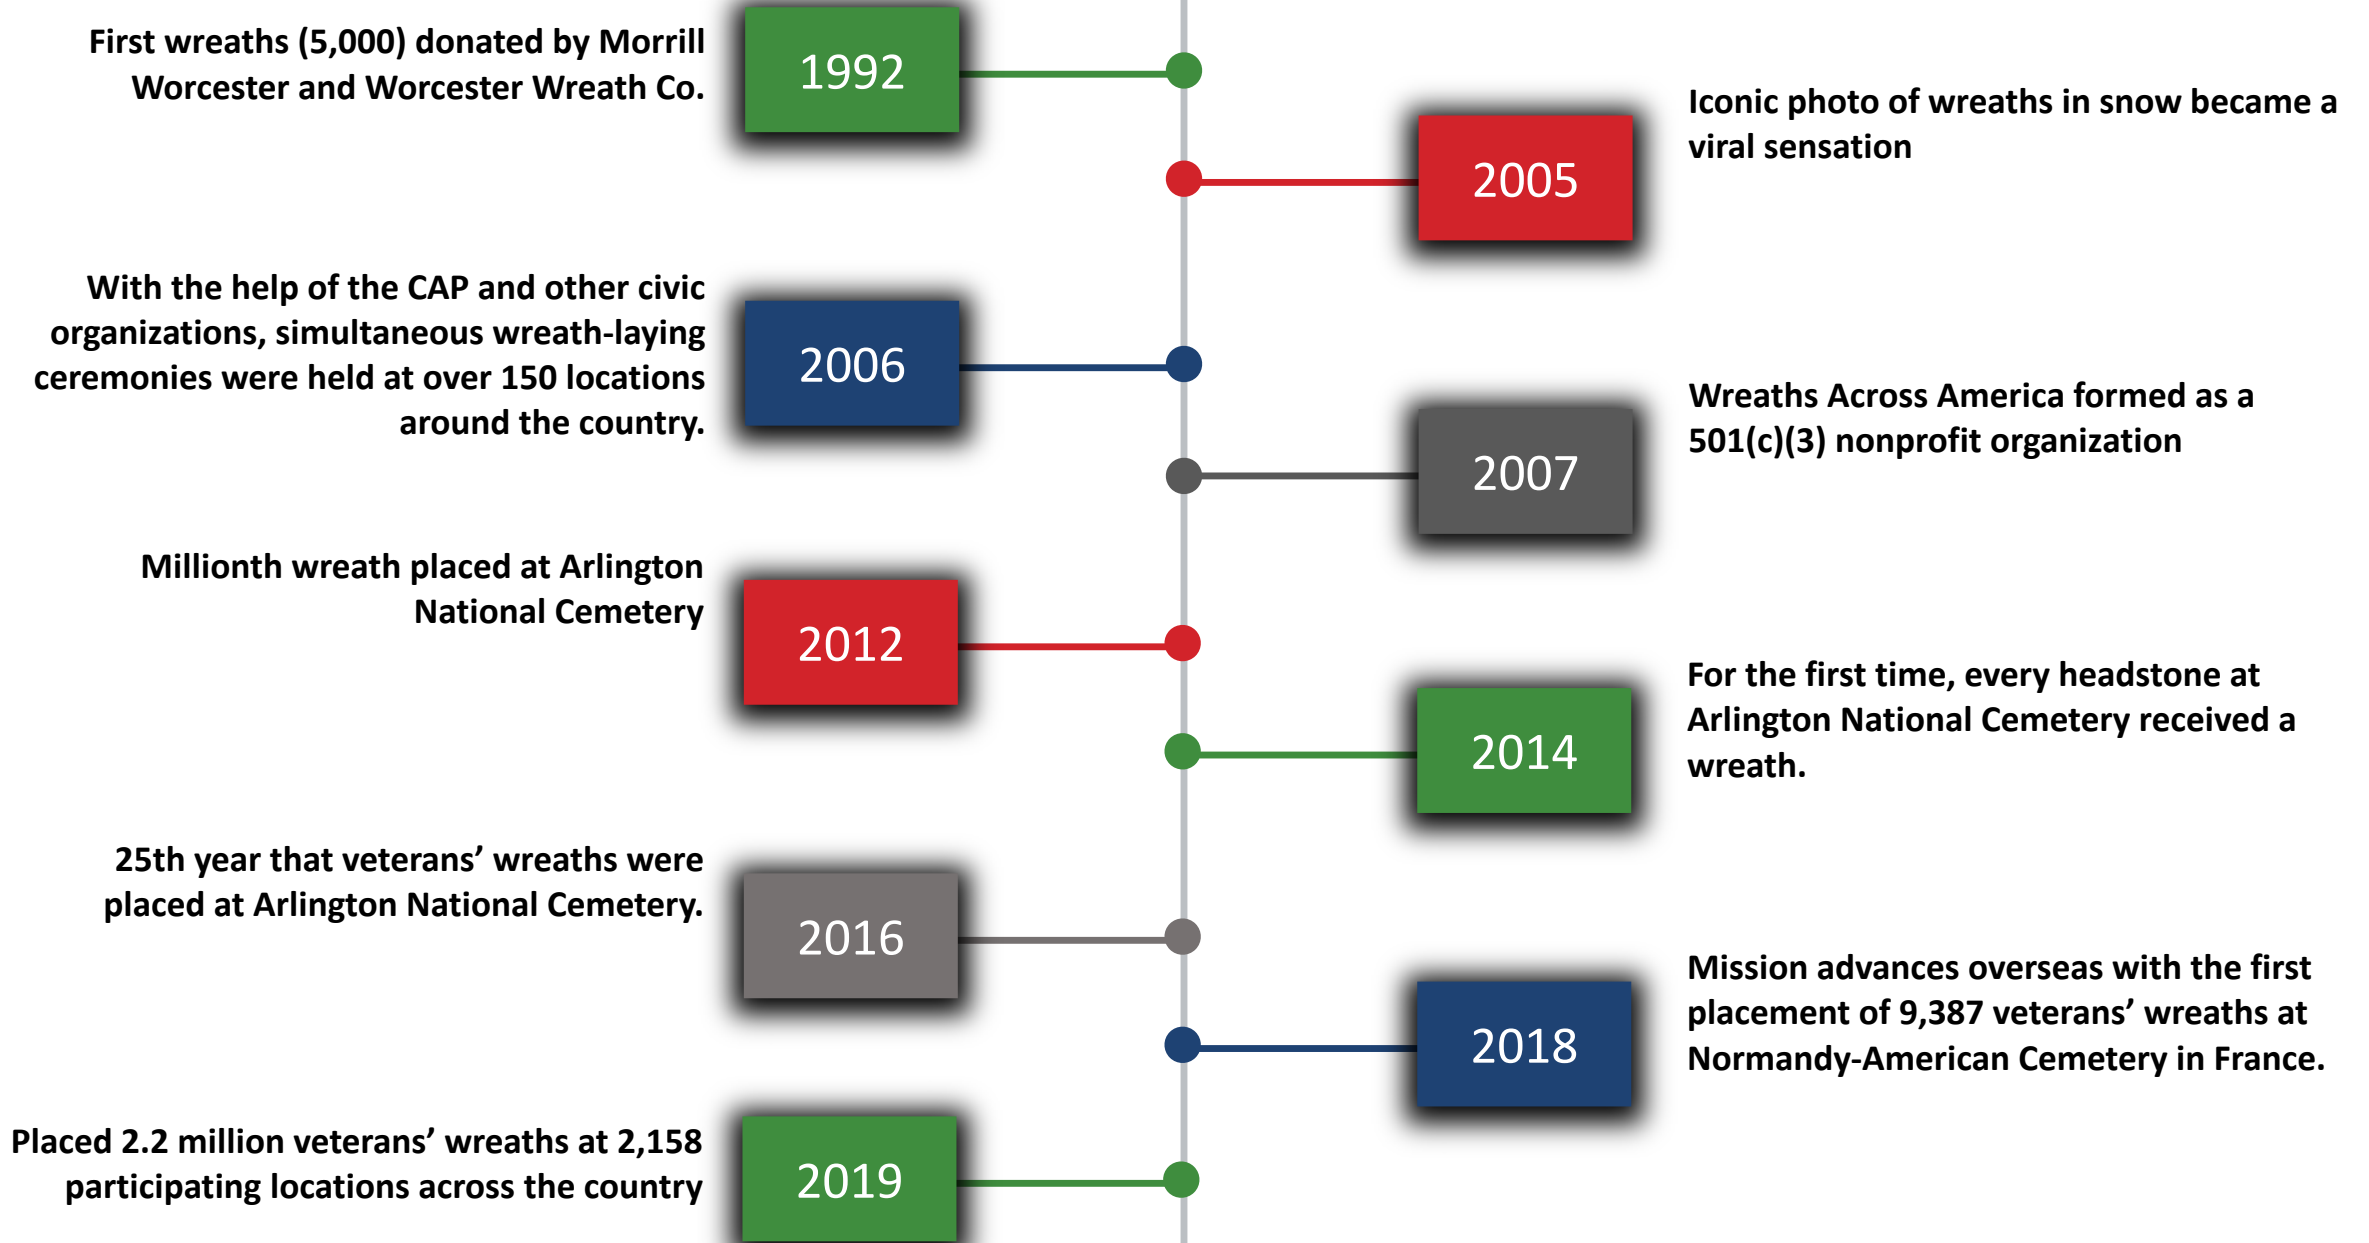 First wreaths (5,000) donated by Morrill
Worcester and Worcester Wreath Co.
1992
Iconic photo of wreaths in snow became a
viral sensation
2005
With the help of the CAP and other civic
organizations, simultaneous wreath-laying
ceremonies were held at over 150 locations
around the country.
2006
Wreaths Across America formed as a
501(c)(3) nonprofit organization
2007
Millionth wreath placed at Arlington
National Cemetery
2012
For the first time, every headstone at
Arlington National Cemetery received a
wreath.
2014
25th year that veterans’ wreaths were
placed at Arlington National Cemetery.
2016
Mission advances overseas with the first
placement of 9,387 veterans’ wreaths at
Normandy-American Cemetery in France.
2018
Placed 2.2 million veterans’ wreaths at 2,158
participating locations across the country
2019